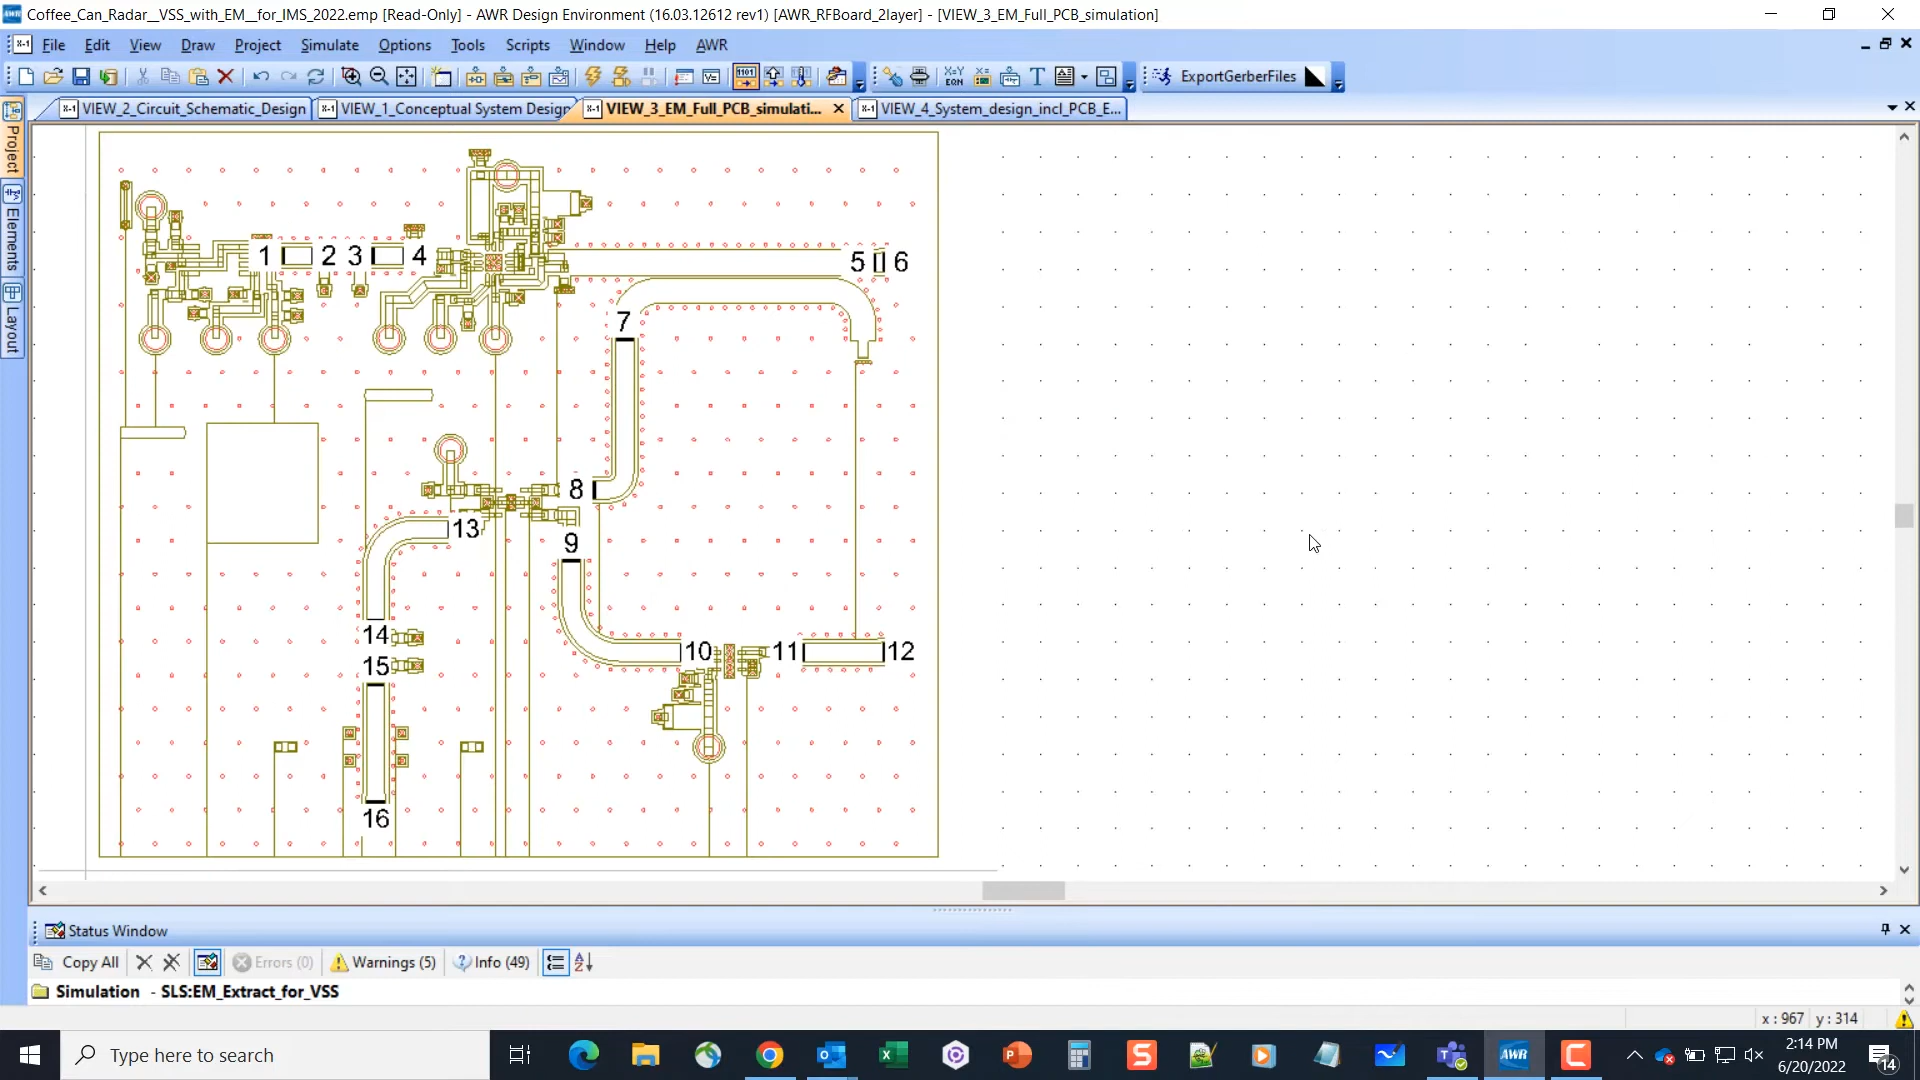 Coffee_Can_Radar__VSS_with_EM__for_IMS_2022.emp [Read-Only] - AWR Design Environment (16.03.12612 rev1) [AWR_RFBoard_2layer] - [VIEW_3_EM_Full_PCB_simulation]
File Edit View Draw Project Simulate Options Tools Scripts Window Help AWR
ExportGerberFiles
VIEW_2_Circuit_Schematic_Design VIEW_1_Conceptual System Design VIEW_3_EM_Full_PCB_simulati... VIEW_4_System_design_incl_PCB_E...
Project
Elements
Layout
1 2 3 4 5 6
7
8
13
9
14
10 11 12
15
16
Status Window
Copy All Errors (0) Warnings (5) Info (49)
Simulation - SLS:EM_Extract_for_VSS
x : 967 y : 314
Type here to search
2:14 PM
6/20/2022
14